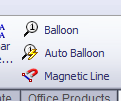 Balloon
Auto Balloon
Magnetic Line
Office Products